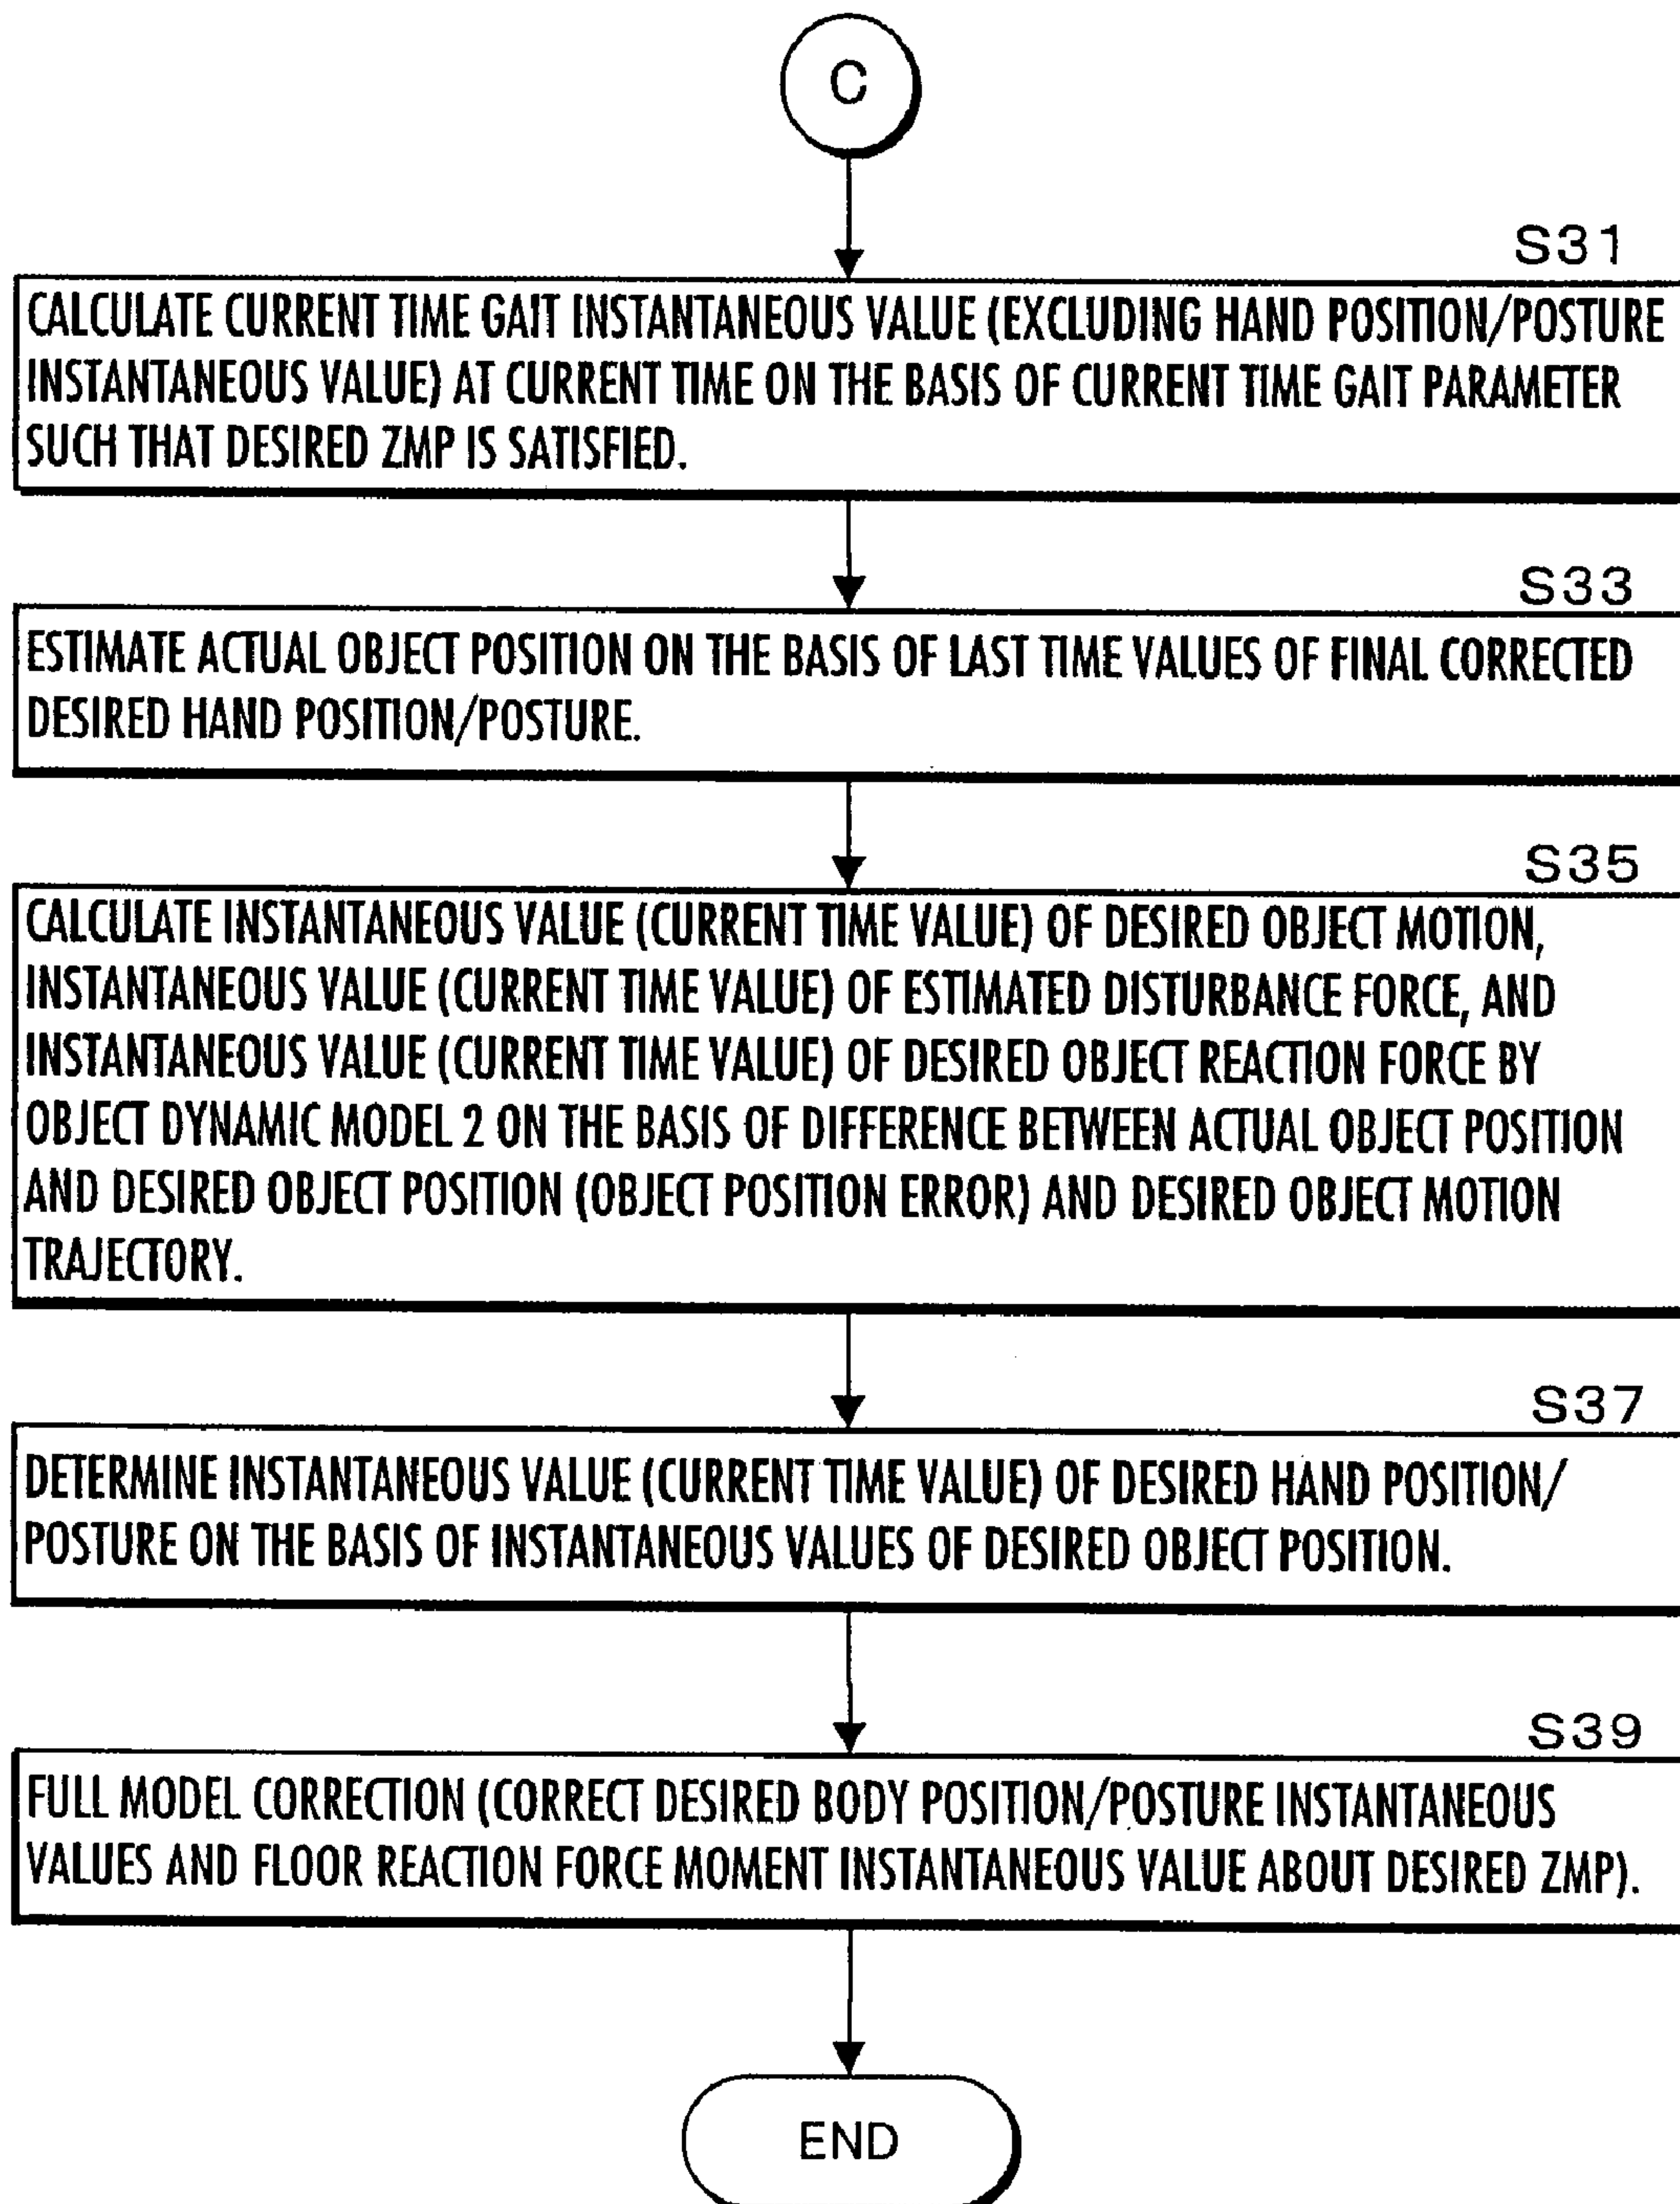 C
S31
CALCULATE CURRENT TIME GAIT INSTANTANEOUS VALUE (EXCLUDING HAND POSITION/POSTURE
INSTANTANEOUS VALUE) AT CURRENT TIME ON THE BASIS OF CURRENT TIME GAIT PARAMETER
SUCH THAT DESIRED ZMP IS SATISFIED.
S33
ESTIMATE ACTUAL OBJECT POSITION ON THE BASIS OF LAST TIME VALUES OF FINAL CORRECTED
DESIRED HAND POSITION/POSTURE.
S35
CALCULATE INSTANTANEOUS VALUE (CURRENT TIME VALUE) OF DESIRED OBJECT MOTION,
INSTANTANEOUS VALUE (CURRENT TIME VALUE) OF ESTIMATED DISTURBANCE FORCE, AND
INSTANTANEOUS VALUE (CURRENT TIME VALUE) OF DESIRED OBJECT REACTION FORCE BY
OBJECT DYNAMIC MODEL 2 ON THE BASIS OF DIFFERENCE BETWEEN ACTUAL OBJECT POSITION
AND DESIRED OBJECT POSITION (OBJECT POSITION ERROR) AND DESIRED OBJECT MOTION
TRAJECTORY.
S37
DETERMINE INSTANTANEOUS VALUE (CURRENT TIME VALUE) OF DESIRED HAND POSITION/
POSTURE ON THE BASIS OF INSTANTANEOUS VALUES OF DESIRED OBJECT POSITION.
S39
FULL MODEL CORRECTION (CORRECT DESIRED BODY POSITION/POSTURE INSTANTANEOUS
VALUES AND FLOOR REACTION FORCE MOMENT INSTANTANEOUS VALUE ABOUT DESIRED ZMP).
END